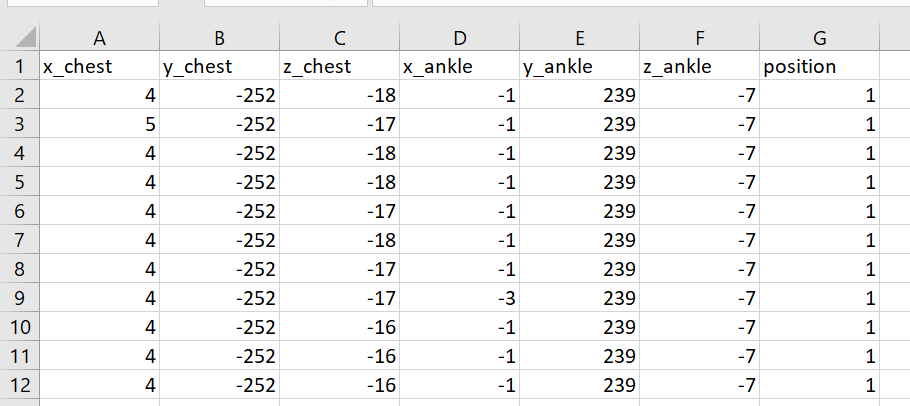 A B C D E F G
1 x_chest y_chest z_chest x_ankle y_ankle z_ankle position
2 4 -252 -18 -1 239 -7 1
3 5 -252 -17 -1 239 -7 1
4 4 -252 -18 -1 239 -7 1
5 4 -252 -18 -1 239 -7 1
6 4 -252 -17 -1 239 -7 1
7 4 -252 -18 -1 239 -7 1
8 4 -252 -17 -1 239 -7 1
9 4 -252 -17 -3 239 -7 1
10 4 -252 -16 -1 239 -7 1
11 4 -252 -16 -1 239 -7 1
12 4 -252 -16 -1 239 -7 1